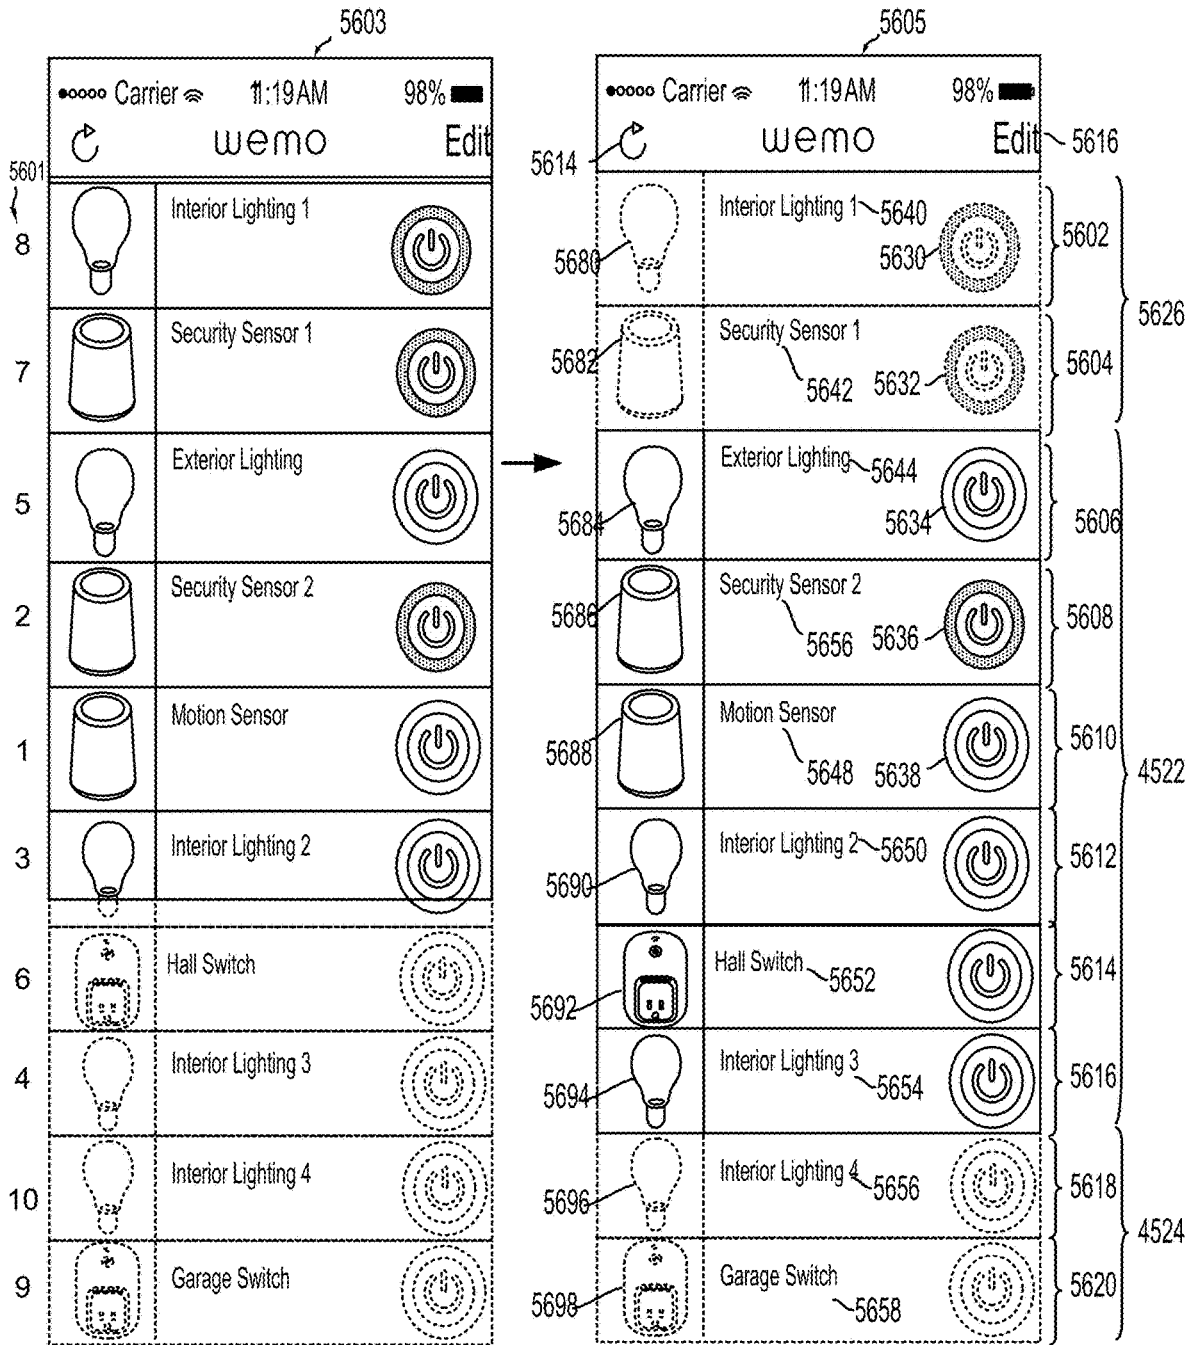 5603
5605
Carrier 11:19AM 98%
wemo Edit
5601
8 Interior Lighting 1
7 Security Sensor 1
5 Exterior Lighting
2 Security Sensor 2
1 Motion Sensor
3 Interior Lighting 2
6 Hall Switch
4 Interior Lighting 3
10 Interior Lighting 4
9 Garage Switch
Carrier 11:19AM 98%
5614 wemo Edit 5616
5680 Interior Lighting 1 5640 5630 5602
5626
5682 Security Sensor 1 5642 5632 5604
5684 Exterior Lighting 5644 5634 5606
5686 Security Sensor 2 5656 5636 5608
5688 Motion Sensor 5648 5638 5610
4522
5690 Interior Lighting 2 5650 5612
5692 Hall Switch 5652 5614
5694 Interior Lighting 3 5654 5616
5696 Interior Lighting 4 5656 5618
4524
5698 Garage Switch 5658 5620